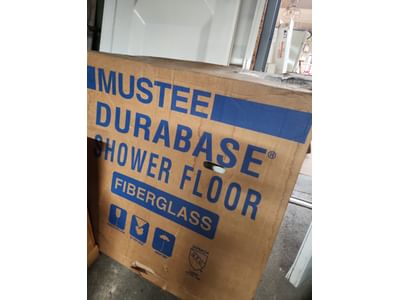 MUSTEE
DURABASE®
SHOWER FLOOR
FIBERGLASS